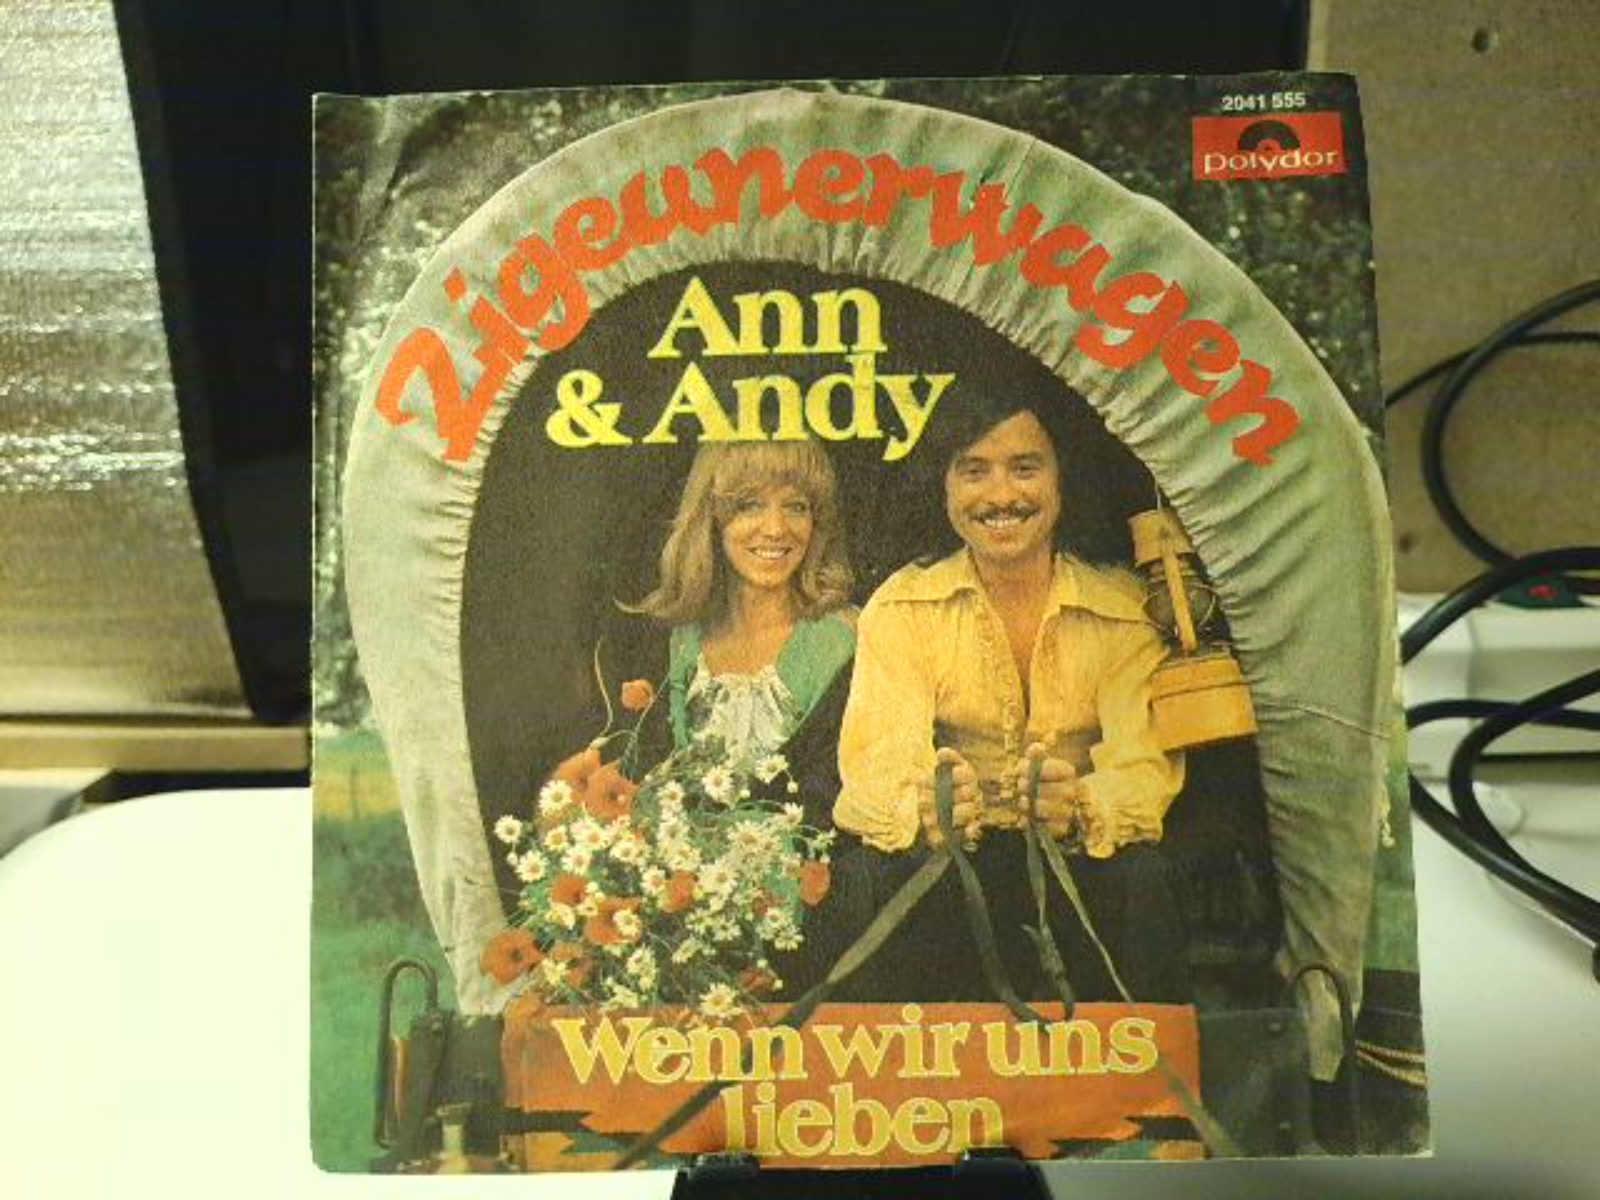 2041 555
polydor
Zigeunerwagen
Ann
& Andy
Wenn wir uns
lieben